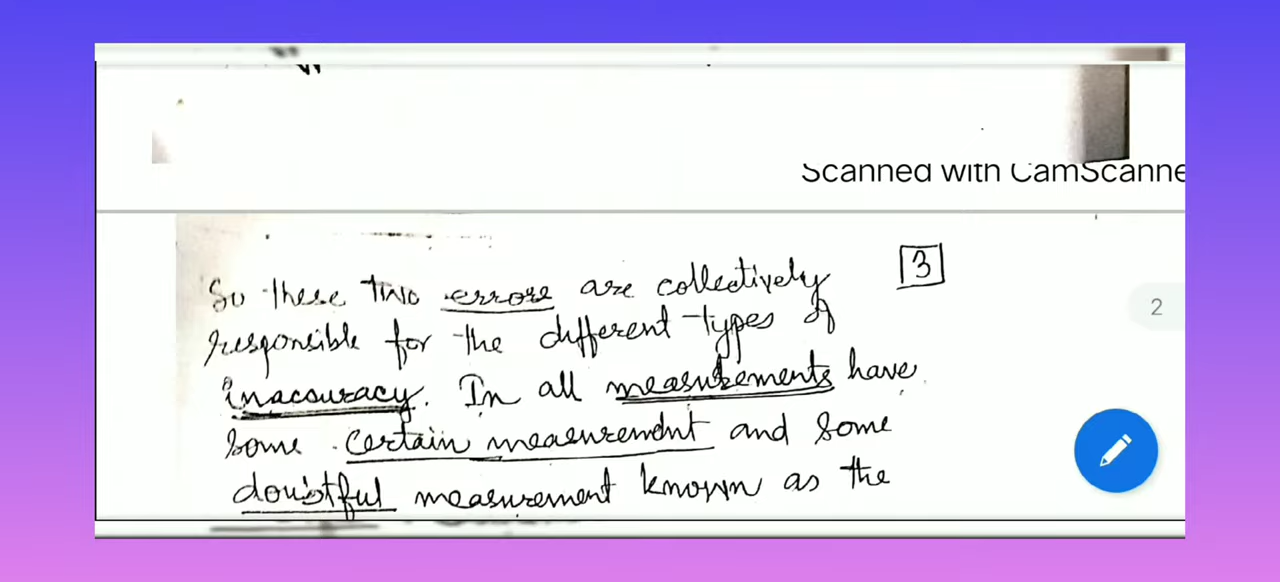 Scanned with CamScanne
3
So these two errors are collectively
2
responsible for the different types of
inaccuracy. In all measurements have
some certain measurement and some
doubtful measurement known as the